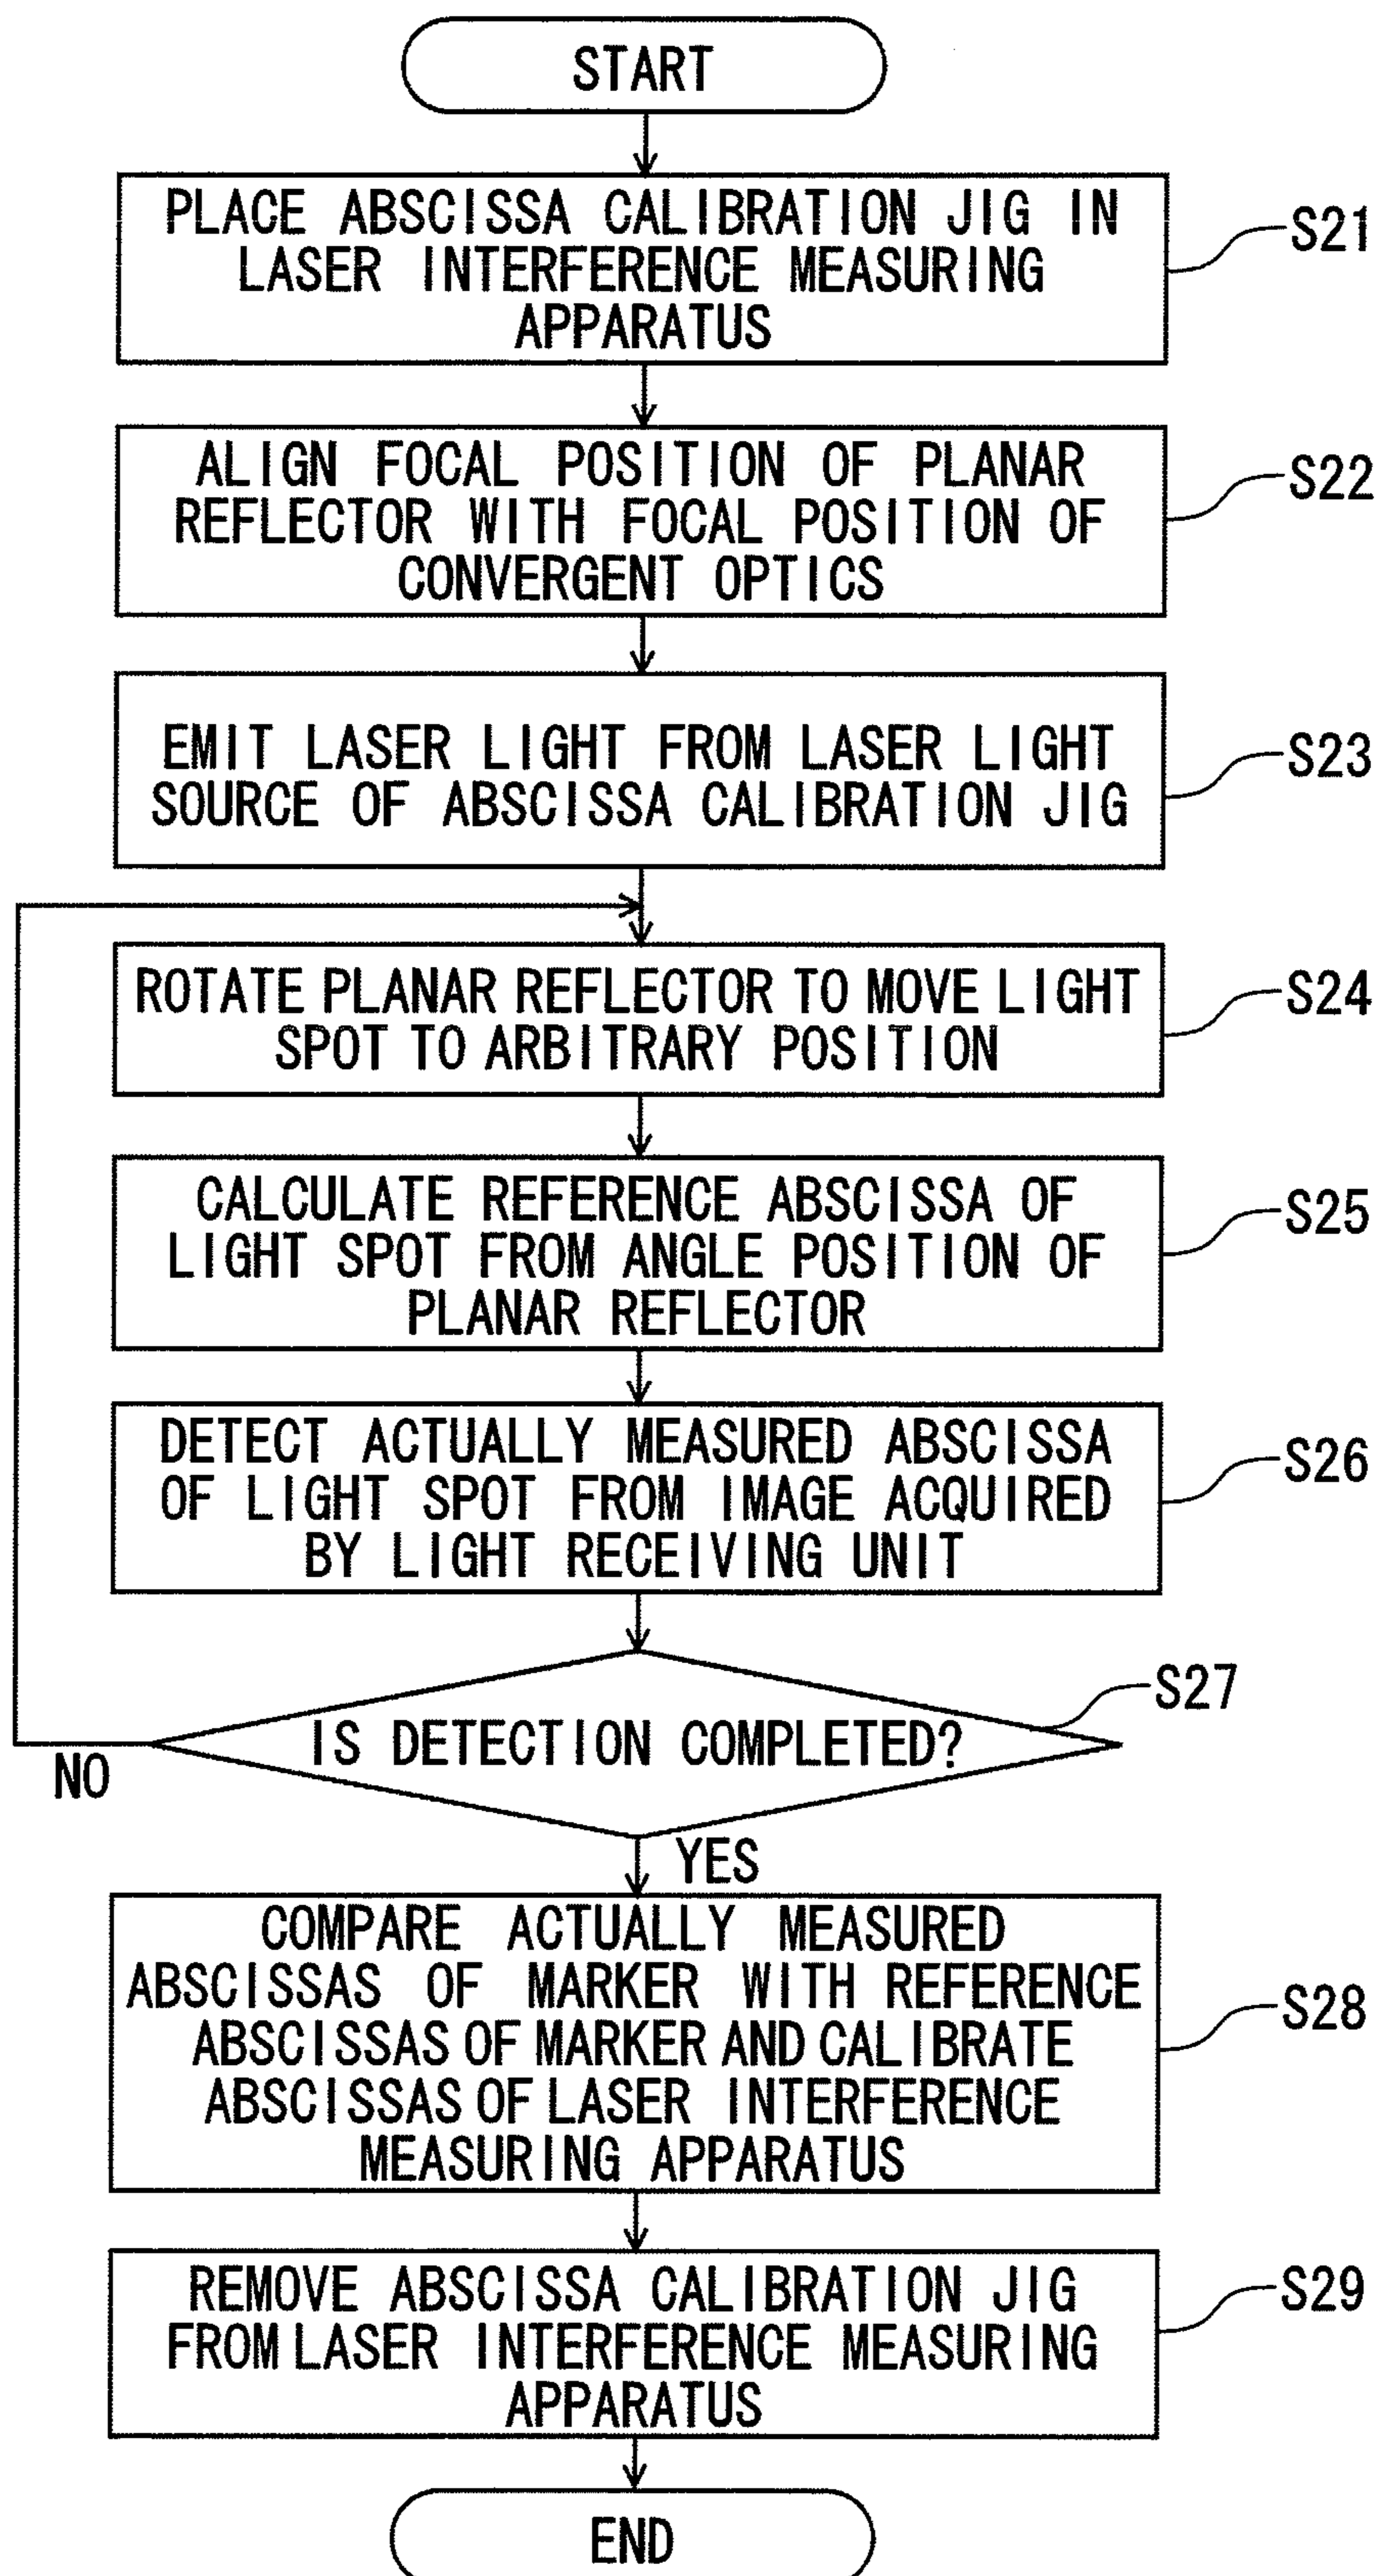 START
PLACE ABSCISSA CALIBRATION JIG IN
LASER INTERFERENCE MEASURING
APPARATUS
S21
ALIGN FOCAL POSITION OF PLANAR
REFLECTOR WITH FOCAL POSITION OF
CONVERGENT OPTICS
S22
EMIT LASER LIGHT FROM LASER LIGHT
SOURCE OF ABSCISSA CALIBRATION JIG
S23
ROTATE PLANAR REFLECTOR TO MOVE LIGHT
SPOT TO ARBITRARY POSITION
S24
CALCULATE REFERENCE ABSCISSA OF
LIGHT SPOT FROM ANGLE POSITION OF
PLANAR REFLECTOR
S25
DETECT ACTUALLY MEASURED ABSCISSA
OF LIGHT SPOT FROM IMAGE ACQUIRED
BY LIGHT RECEIVING UNIT
S26
IS DETECTION COMPLETED?
S27
NO
YES
COMPARE ACTUALLY MEASURED
ABSCISSAS OF MARKER WITH REFERENCE
ABSCISSAS OF MARKER AND CALIBRATE
ABSCISSAS OF LASER INTERFERENCE
MEASURING APPARATUS
S28
REMOVE ABSCISSA CALIBRATION JIG
FROM LASER INTERFERENCE MEASURING
APPARATUS
S29
END